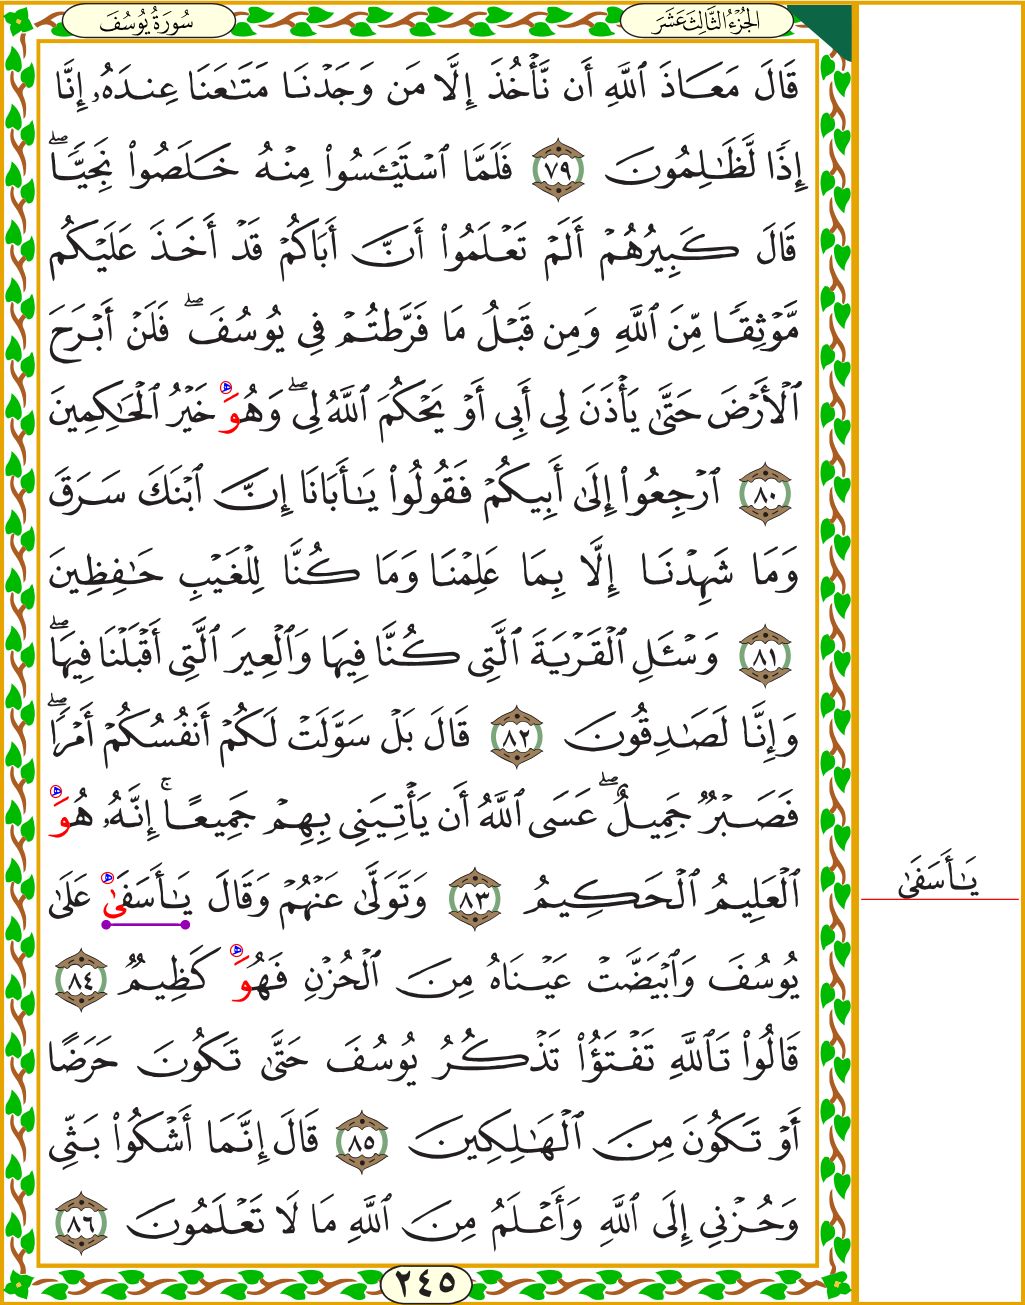 الجُزْءُ الثَّالِثَ عَشَرَ
سُورَةُ يُوسُفَ
قَالَ مَعَاذَ ٱللَّهِ أَن نَّأۡخُذَ إِلَّا مَن وَجَدۡنَا مَتَٰعَنَا عِندَهُۥٓ إِنَّآ
إِذٗا لَّظَٰلِمُونَ ٧٩ فَلَمَّا ٱسۡتَيۡـَٔسُواْ مِنۡهُ خَلَصُواْ نَجِيّٗاۖ
قَالَ كَبِيرُهُمۡ أَلَمۡ تَعۡلَمُوٓاْ أَنَّ أَبَاكُمۡ قَدۡ أَخَذَ عَلَيۡكُم
مَّوۡثِقٗا مِّنَ ٱللَّهِ وَمِن قَبۡلُ مَا فَرَّطتُمۡ فِي يُوسُفَۖ فَلَنۡ أَبۡرَحَ
ٱلۡأَرۡضَ حَتَّىٰ يَأۡذَنَ لِيٓ أَبِيٓ أَوۡ يَحۡكُمَ ٱللَّهُ لِيۖ وَهُوَ خَيۡرُ ٱلۡحَٰكِمِينَ
٨٠ ٱرۡجِعُوٓاْ إِلَىٰٓ أَبِيكُمۡ فَقُولُواْ يَٰٓأَبَانَآ إِنَّ ٱبۡنَكَ سَرَقَ
وَمَا شَهِدۡنَآ إِلَّا بِمَا عَلِمۡنَا وَمَا كُنَّا لِلۡغَيۡبِ حَٰفِظِينَ
٨١ وَسۡـَٔلِ ٱلۡقَرۡيَةَ ٱلَّتِي كُنَّا فِيهَا وَٱلۡعِيرَ ٱلَّتِيٓ أَقۡبَلۡنَا فِيهَاۖ
وَإِنَّا لَصَٰدِقُونَ ٨٢ قَالَ بَلۡ سَوَّلَتۡ لَكُمۡ أَنفُسُكُمۡ أَمۡرٗاۖ
فَصَبۡرٞ جَمِيلٌۖ عَسَى ٱللَّهُ أَن يَأۡتِيَنِي بِهِمۡ جَمِيعًاۚ إِنَّهُۥ هُوَ
ٱلۡعَلِيمُ ٱلۡحَكِيمُ ٨٣ وَتَوَلَّىٰ عَنۡهُمۡ وَقَالَ يَٰٓأَسَفَىٰ عَلَىٰ
يُوسُفَ وَٱبۡيَضَّتۡ عَيۡنَاهُ مِنَ ٱلۡحُزۡنِ فَهُوَ كَظِيمٞ ٨٤
قَالُواْ تَٱللَّهِ تَفۡتَؤُاْ تَذۡكُرُ يُوسُفَ حَتَّىٰ تَكُونَ حَرَضًا
أَوۡ تَكُونَ مِنَ ٱلۡهَٰلِكِينَ ٨٥ قَالَ إِنَّمَآ أَشۡكُواْ بَثِّي
وَحُزۡنِيٓ إِلَى ٱللَّهِ وَأَعۡلَمُ مِنَ ٱللَّهِ مَا لَا تَعۡلَمُونَ ٨٦
٢٤٥
يَٰٓأَسَفَىٰ